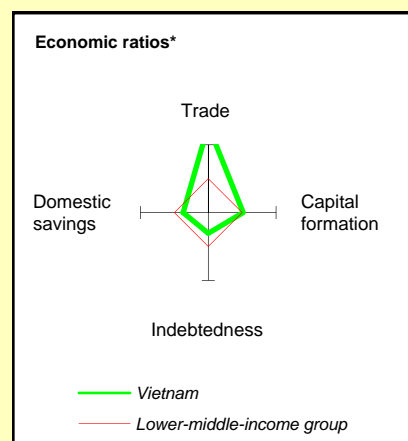 Economic ratios*
Trade
Domestic
savings
Capital
formation
Indebtedness
Vietnam
Lower-middle-income group